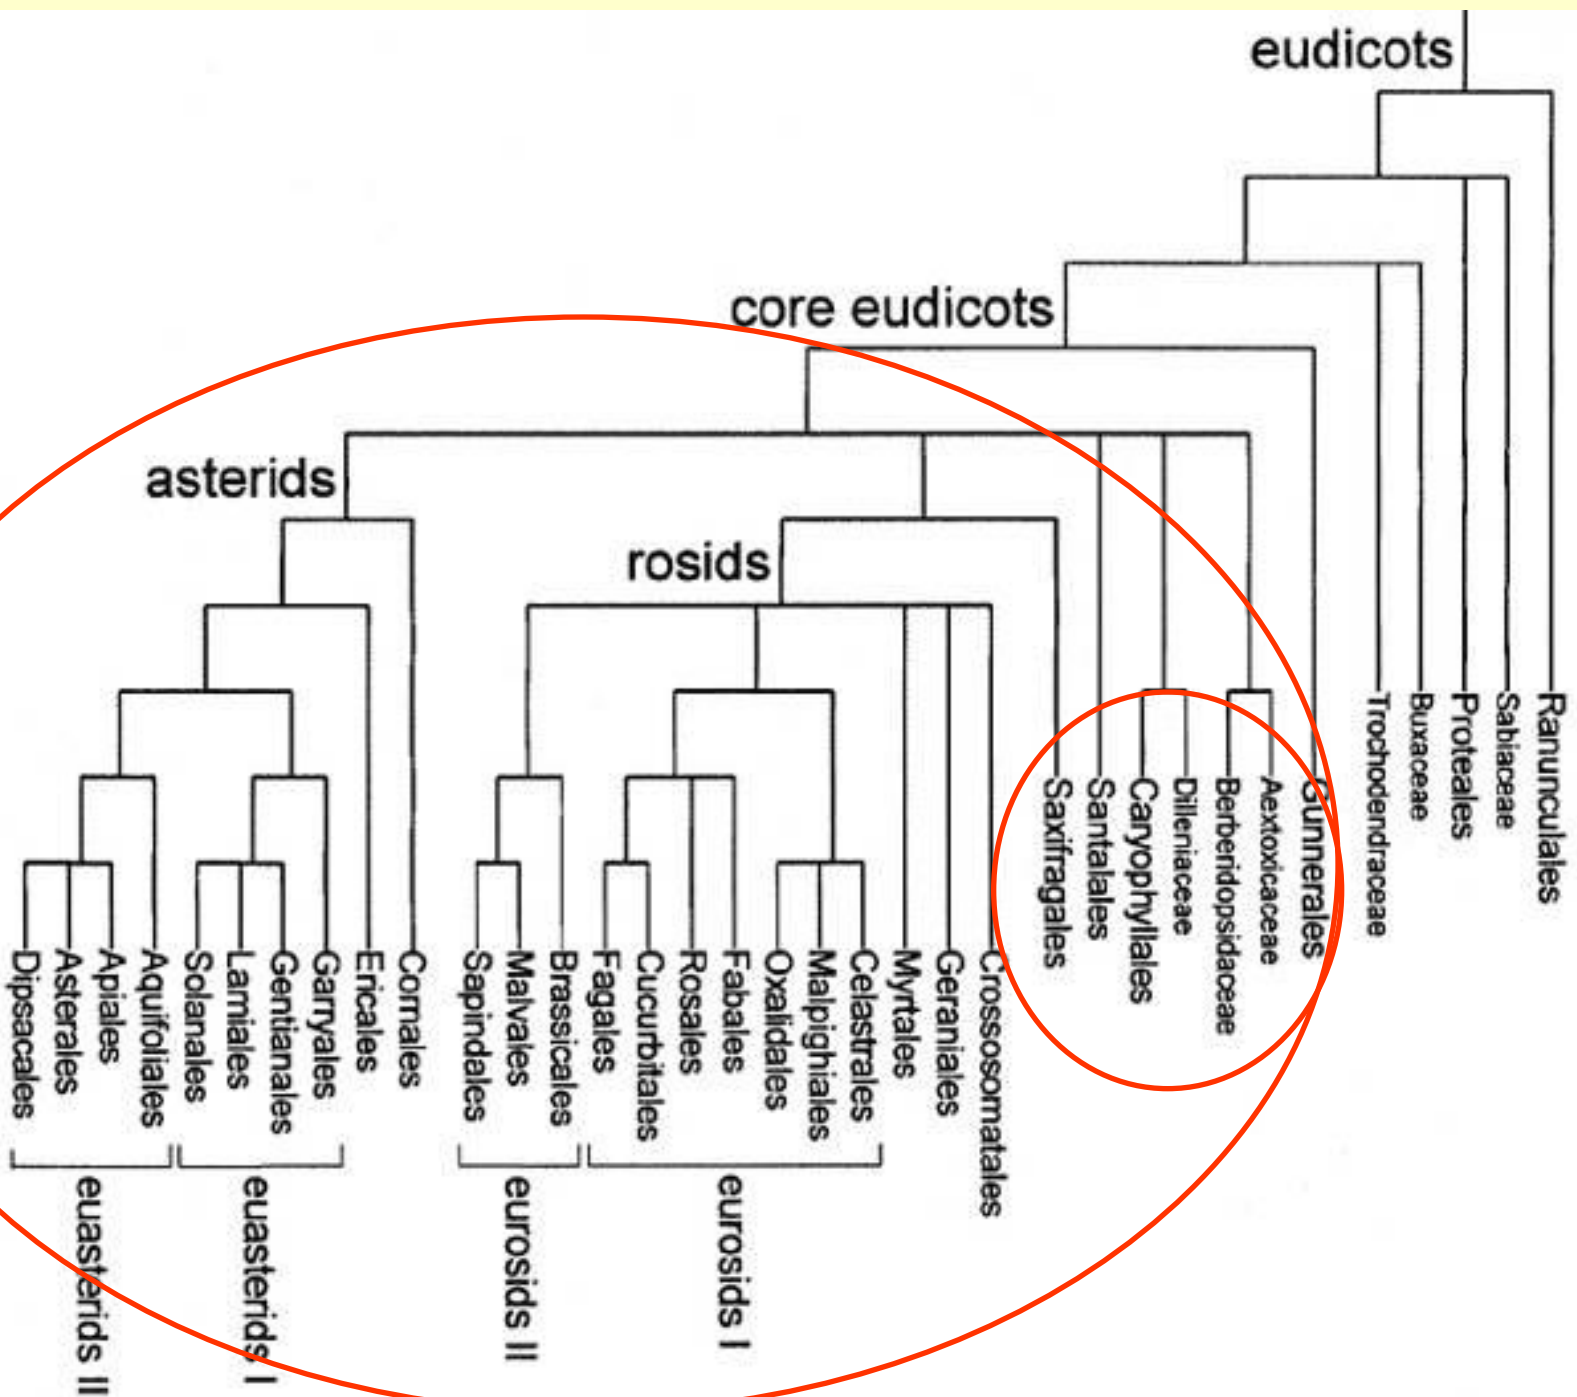 eudicots
core eudicots
asterids
rosids
Ranunculales
Sabiaceae
Proteales
Buxaceae
Trochodendraceae
Gunnerales
Aextoxicaceae
Berberidopsidaceae
Dilleniaceae
Caryophyllales
Santalales
Saxifragales
Crossosomatales
Geraniales
Myrtales
Celastrales
Malpighiales
Oxalidales
Fabales
Rosales
Cucurbitales
Fagales
Brassicales
Malvales
Sapindales
Cornales
Ericales
Garryales
Gentianales
Lamiales
Solanales
Aquifoliales
Apiales
Asterales
Dipsacales
eurosids I
eurosids II
euasterids I
euasterids II